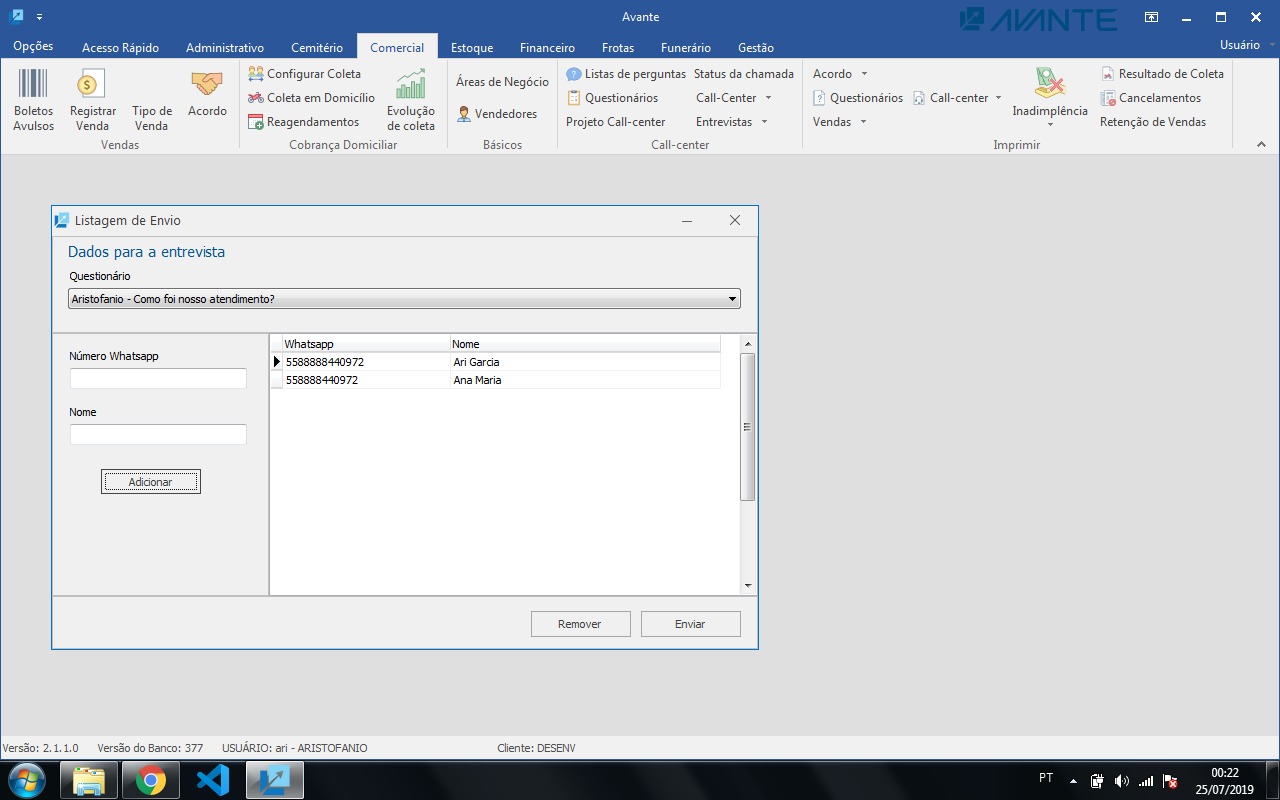 Avante
AVANTE
Opções Acesso Rápido Administrativo Cemitério Comercial Estoque Financeiro Frotas Funerário Gestão Usuário
Boletos Avulsos
Registrar Venda
Tipo de Venda
Acordo
Vendas
Configurar Coleta
Coleta em Domicílio
Reagendamentos
Evolução de coleta
Cobrança Domiciliar
Áreas de Negócio
Vendedores
Básicos
Listas de perguntas Status da chamada
Questionários Call-Center
Projeto Call-center Entrevistas
Call-center
Acordo
Questionários Call-center
Vendas
Inadimplência
Resultado de Coleta
Cancelamentos
Retenção de Vendas
Imprimir
Listagem de Envio
Dados para a entrevista
Questionário
Aristofanio - Como foi nosso atendimento?
Número Whatsapp
Nome
Adicionar
Whatsapp Nome
5588888440972 Ari Garcia
558888440972 Ana Maria
Remover Enviar
Versão: 2.1.1.0 Versão do Banco: 377 USUÁRIO: ari - ARISTOFANIO Cliente: DESENV
PT
00:22
25/07/2019